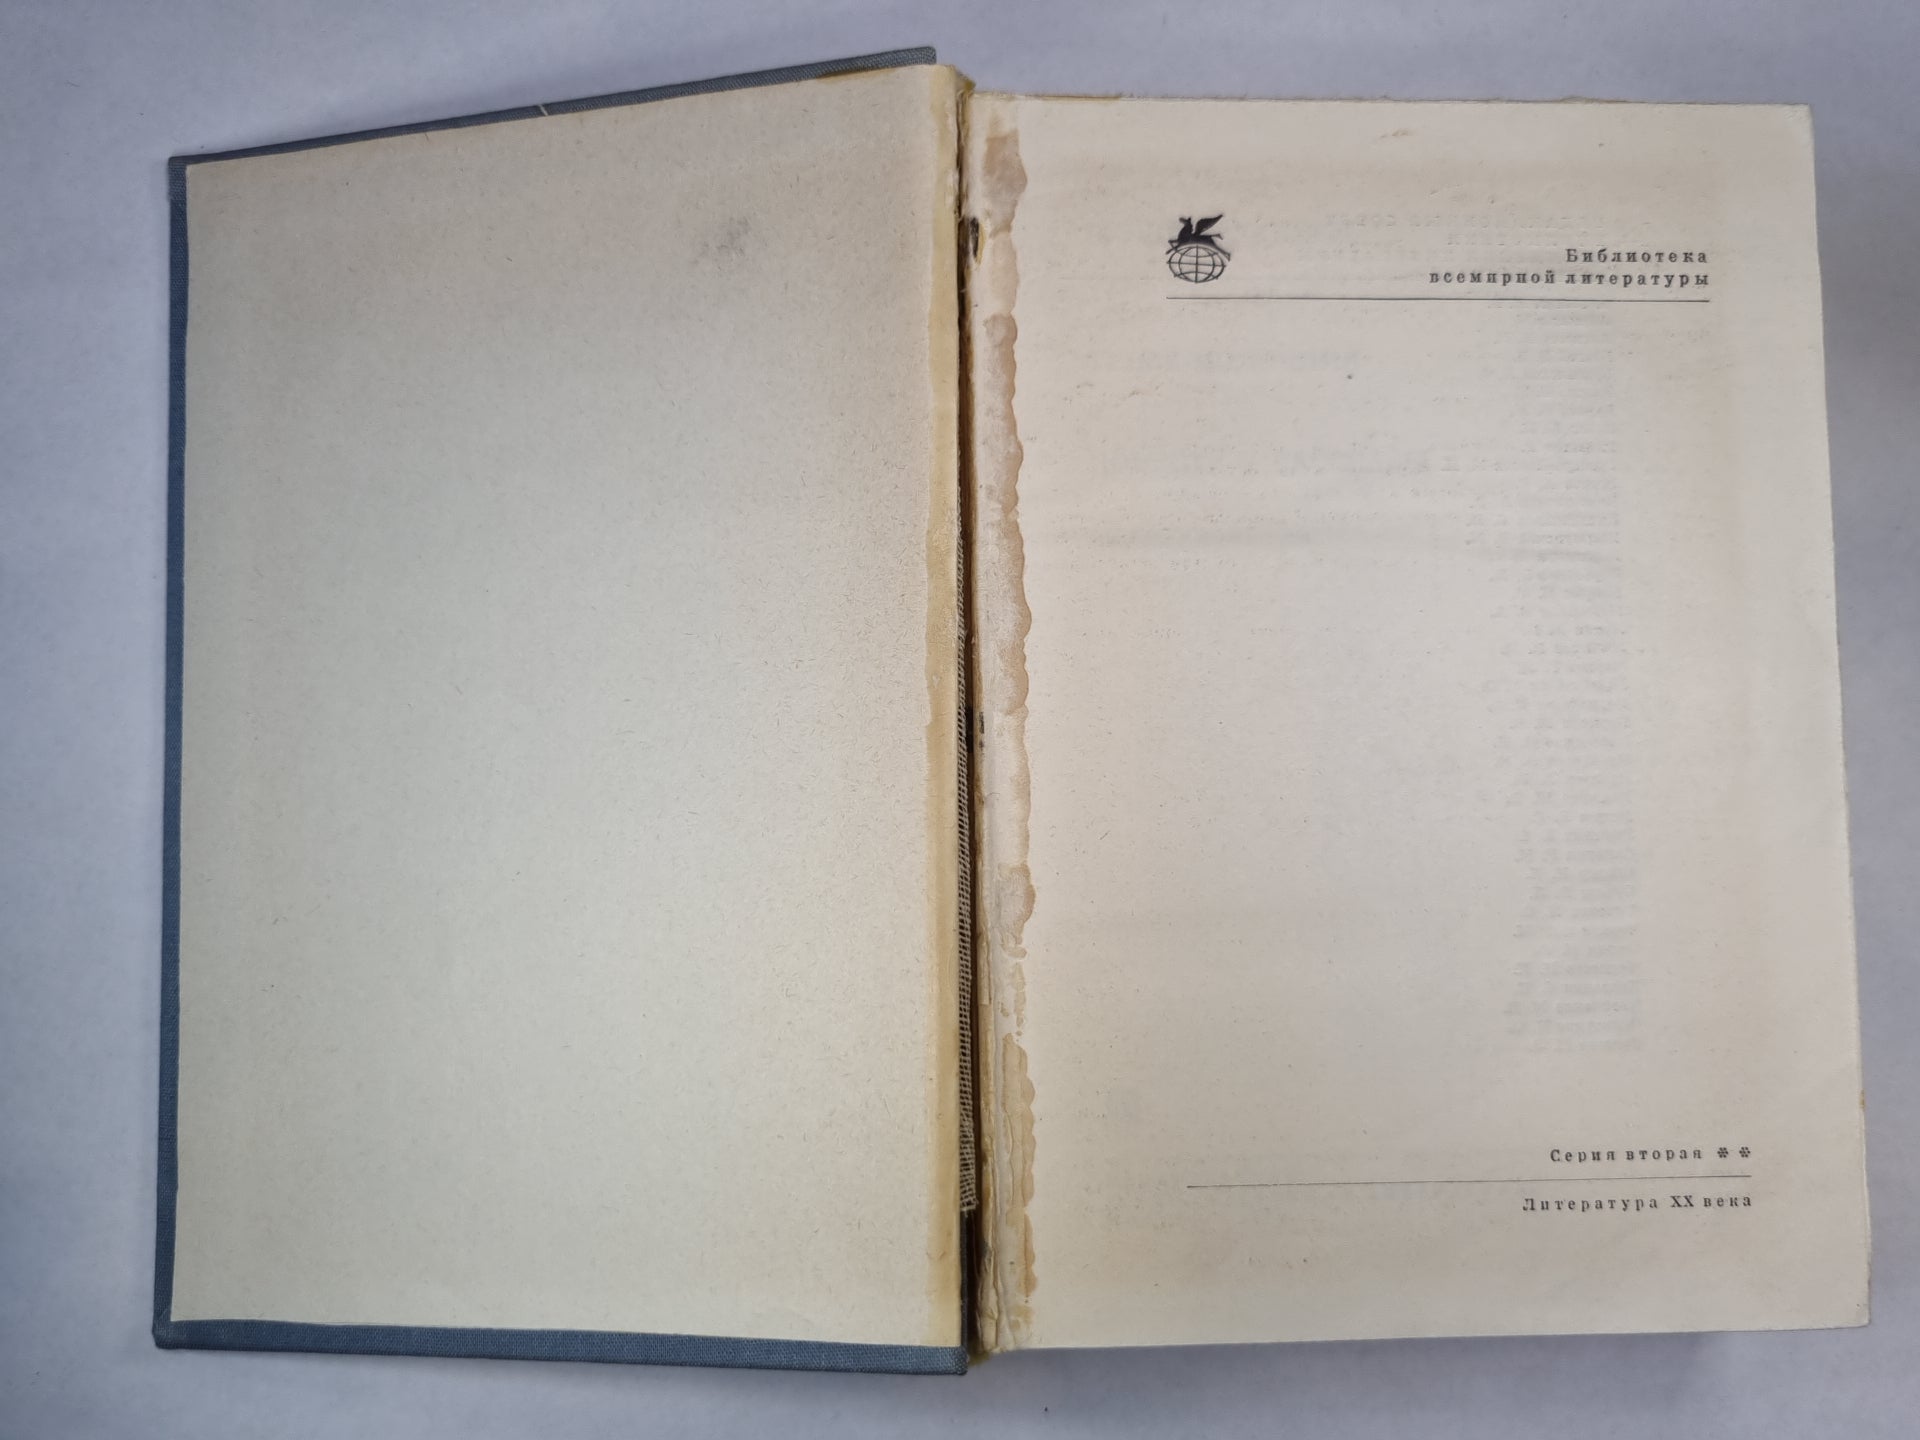 Библиотека
всемирной литературы
Серия вторая * *
Литература XX века